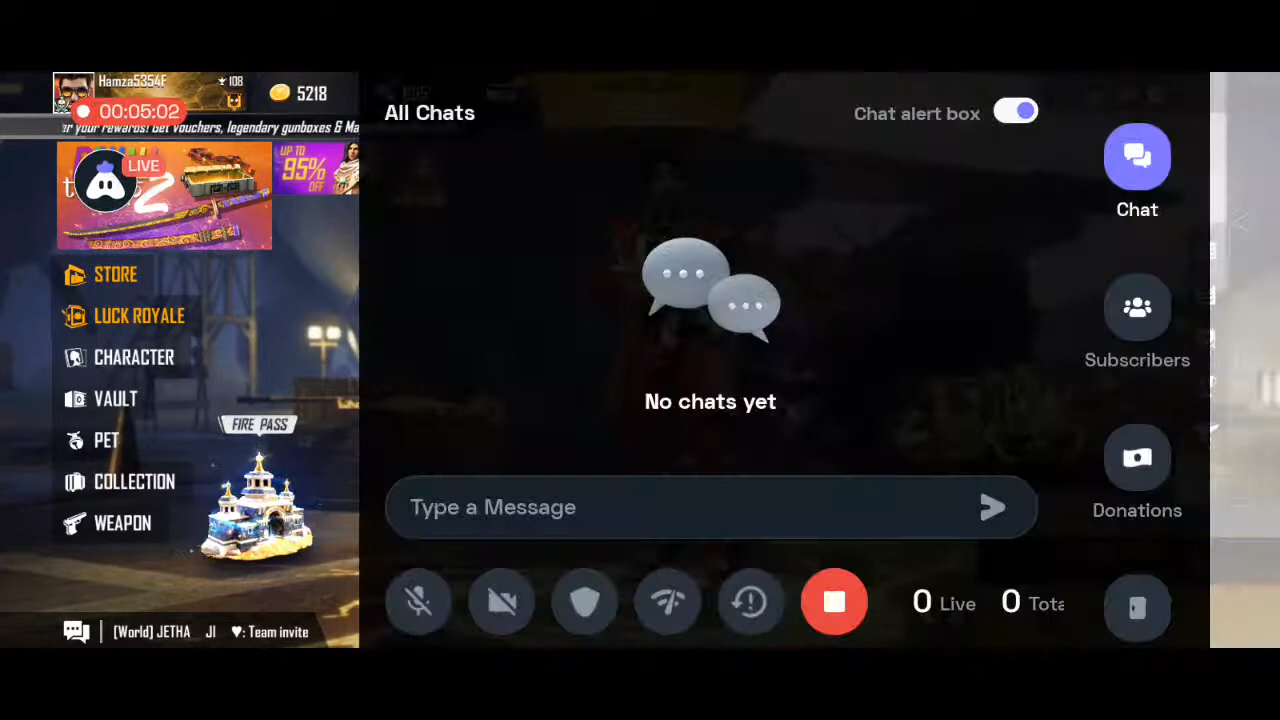 Hamza5354F
108
5218
00:05:02
er your rewards! Get Vouchers, legendary gunboxes & Ma
LIVE
UP TO
95%
OFF
STORE
LUCK ROYALE
CHARACTER
VAULT
PET
COLLECTION
WEAPON
FIRE PASS
[World] JETHA JI ♥: Team invite
All Chats
Chat alert box
No chats yet
Type a Message
0 Live 0 Tota
Chat
Subscribers
Donations